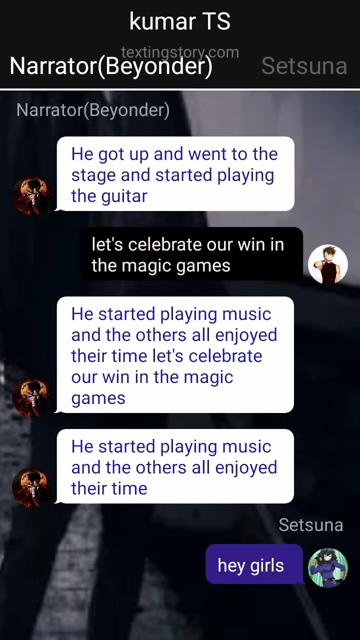 kumar TS
textingstory.com
Narrator(Beyonder) Setsuna
Narrator(Beyonder)
He got up and went to the
stage and started playing
the guitar
let's celebrate our win in
the magic games
He started playing music
and the others all enjoyed
their time let's celebrate
our win in the magic
games
He started playing music
and the others all enjoyed
their time
Setsuna
hey girls